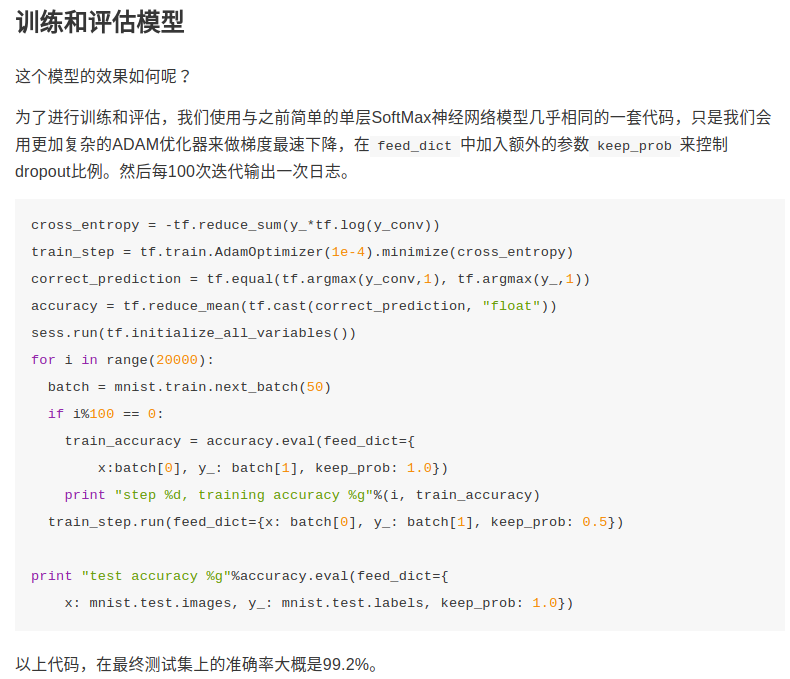 训练和评估模型
这个模型的效果如何呢？
为了进行训练和评估，我们使用与之前简单的单层SoftMax神经网络模型几乎相同的一套代码，只是我们会
用更加复杂的ADAM优化器来做梯度最速下降，在 feed_dict 中加入额外的参数 keep_prob 来控制
dropout比例。然后每100次迭代输出一次日志。
cross_entropy = -tf.reduce_sum(y_*tf.log(y_conv))
train_step = tf.train.AdamOptimizer(1e-4).minimize(cross_entropy)
correct_prediction = tf.equal(tf.argmax(y_conv,1), tf.argmax(y_,1))
accuracy = tf.reduce_mean(tf.cast(correct_prediction, "float"))
sess.run(tf.initialize_all_variables())
for i in range(20000):
  batch = mnist.train.next_batch(50)
  if i%100 == 0:
    train_accuracy = accuracy.eval(feed_dict={
        x:batch[0], y_: batch[1], keep_prob: 1.0})
    print "step %d, training accuracy %g"%(i, train_accuracy)
  train_step.run(feed_dict={x: batch[0], y_: batch[1], keep_prob: 0.5})
print "test accuracy %g"%accuracy.eval(feed_dict={
    x: mnist.test.images, y_: mnist.test.labels, keep_prob: 1.0})
以上代码，在最终测试集上的准确率大概是99.2%。